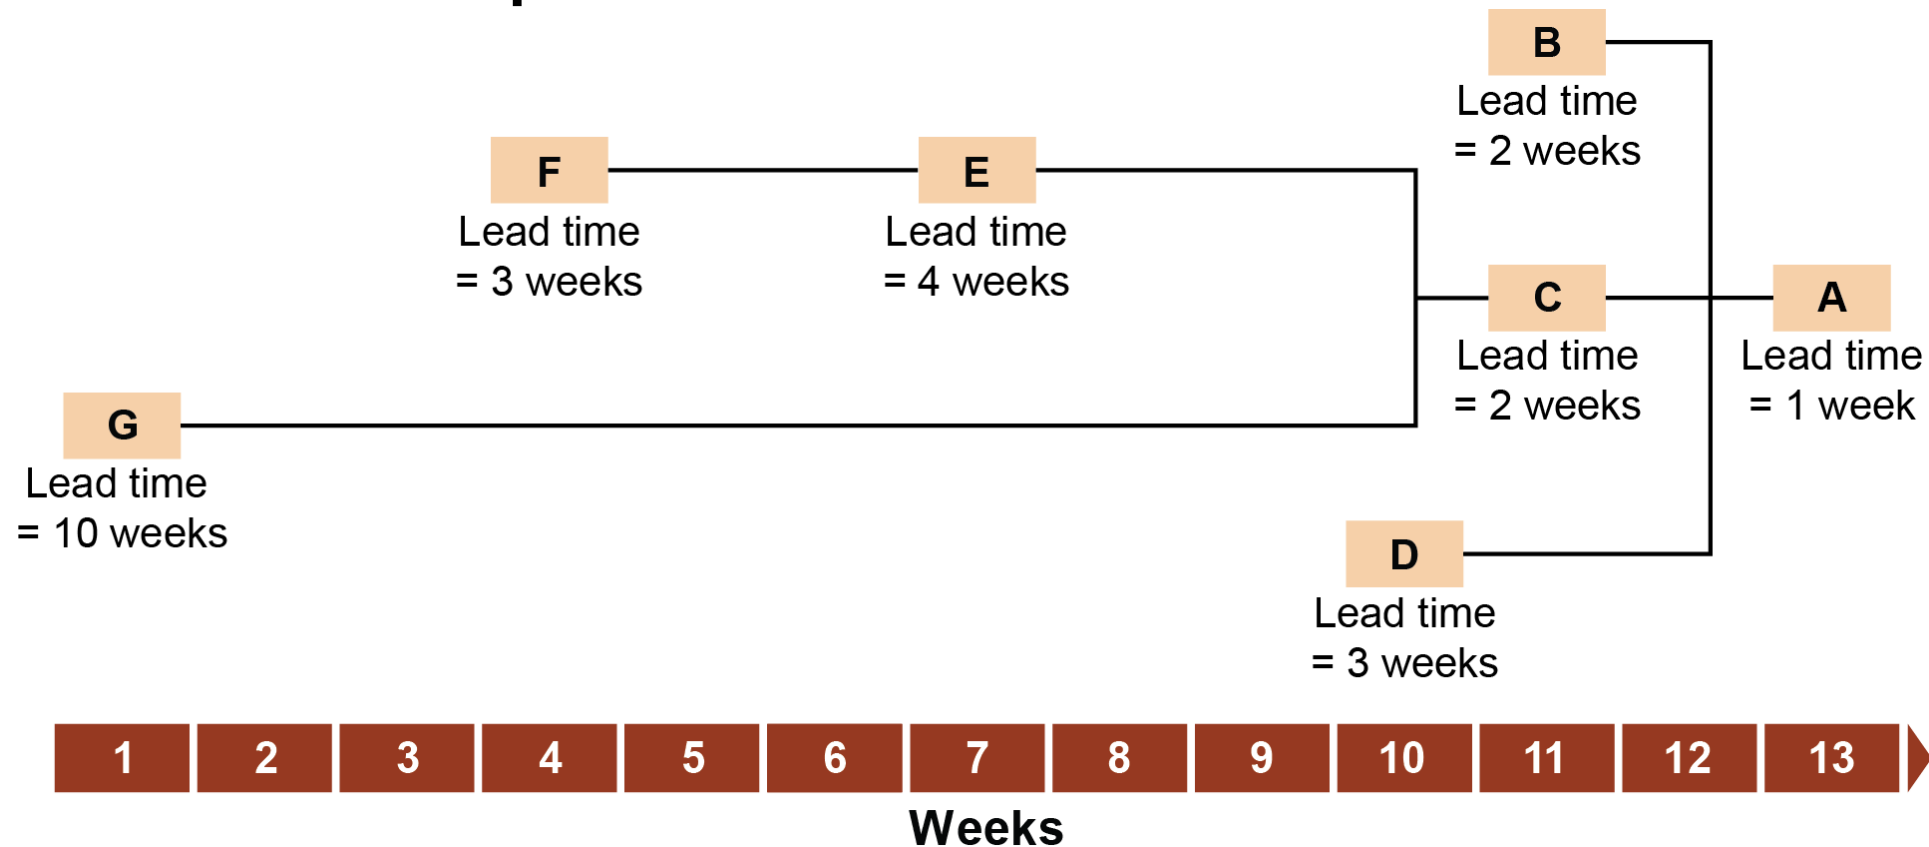 B
Lead time
= 2 weeks
F
E
Lead time
= 3 weeks
Lead time
= 4 weeks
C
A
Lead time
= 2 weeks
Lead time
= 1 week
G
Lead time
= 10 weeks
D
Lead time
= 3 weeks
1 2 3 4 5 6 7 8 9 10 11 12 13
Weeks